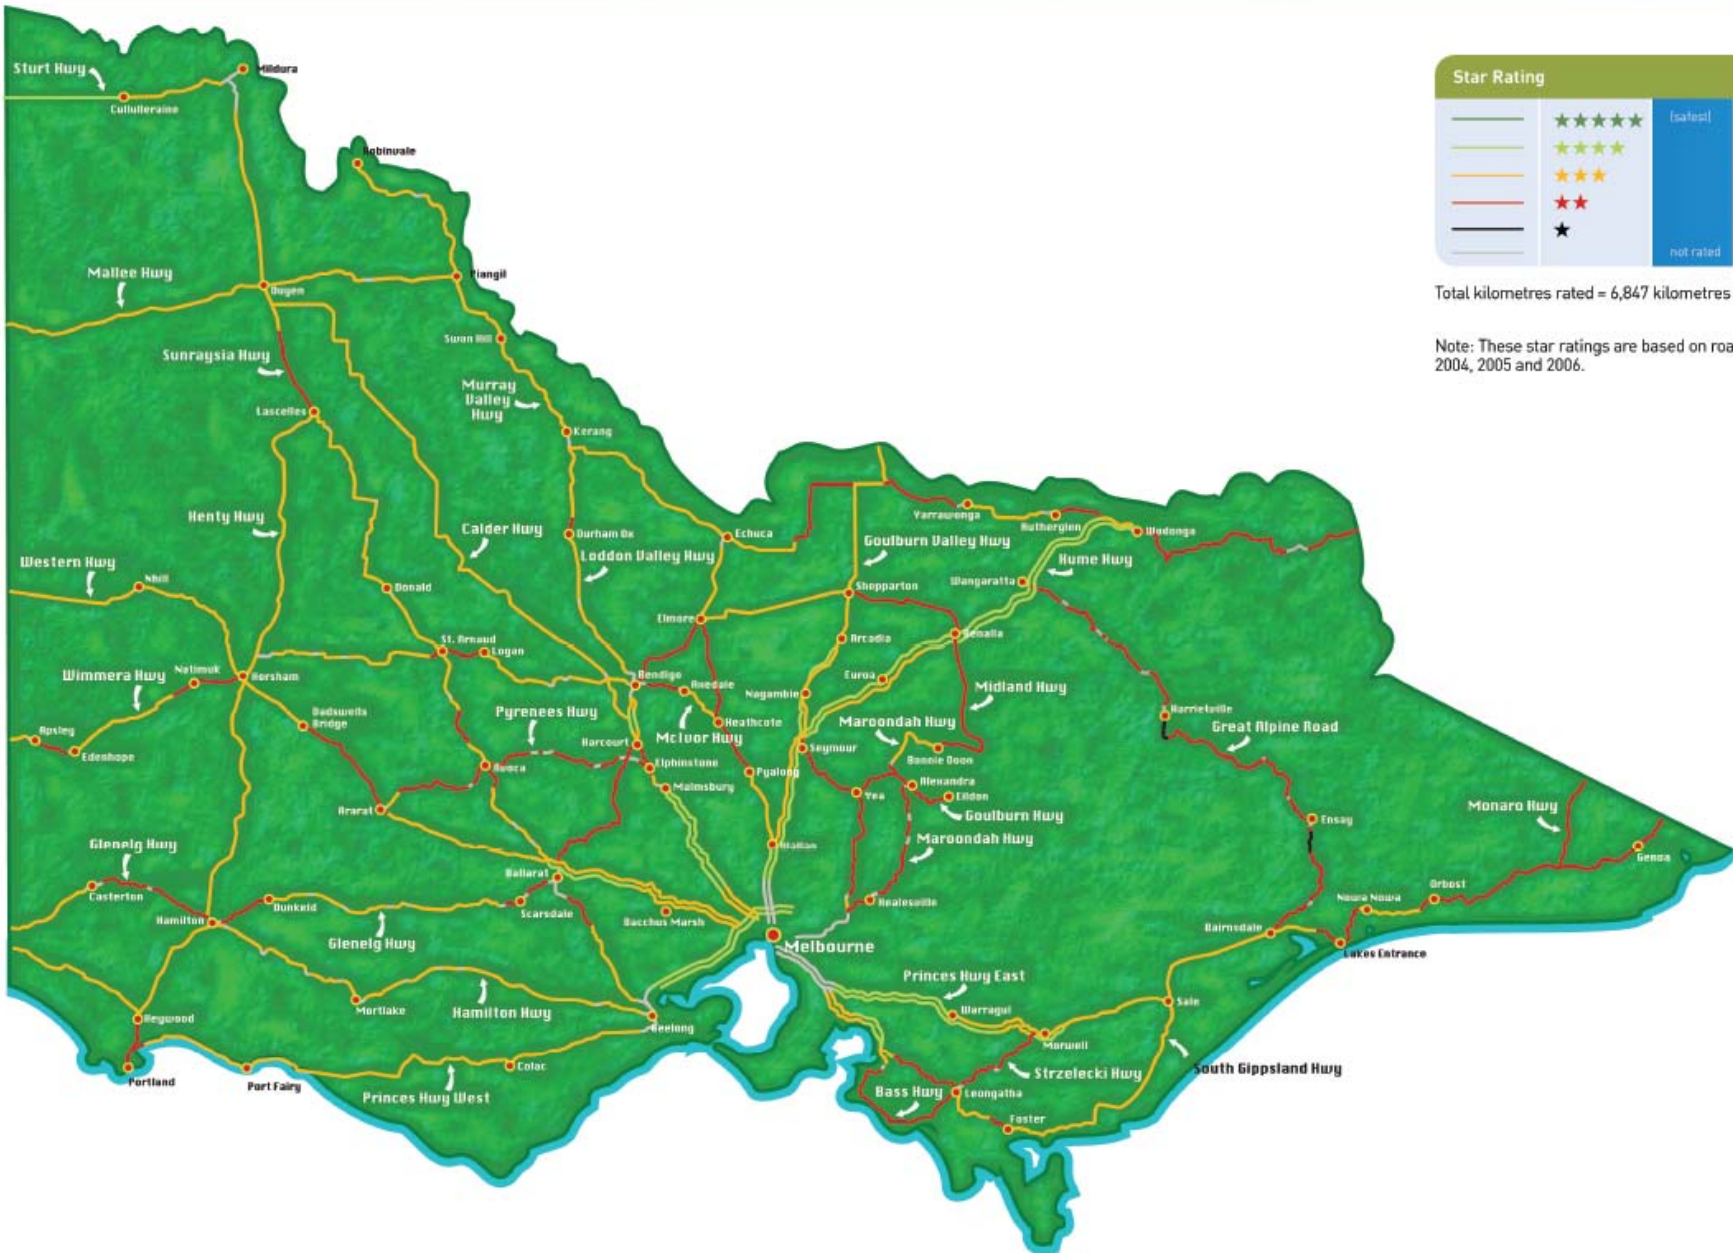 Sturt Hwy
Mildura
Cullulleraine
Robinvale
Star Rating
(safest)
not rated
Total kilometres rated = 6,847 kilometres
Note: These star ratings are based on roa
2004, 2005 and 2006.
Mallee Hwy
Piangil
Ouyen
Swan Hill
Sunraysia Hwy
Murray
Valley
Hwy
Lascelles
Kerang
Henty Hwy
Calder Hwy
Durham Ox
Echuca
Yarrawonga
Rutherglen
Wodonga
Goulburn Valley Hwy
Loddon Valley Hwy
Hume Hwy
Western Hwy
Nhill
Donald
Shepparton
Wangaratta
Elmore
St. Arnaud
Logan
Arcadia
Benalla
Wimmera Hwy
Natimuk
Horsham
Bendigo
Axedale
Nagambie
Euroa
Midland Hwy
Dadswells
Bridge
Pyrenees Hwy
McIvor Hwy
Heathcote
Maroondah Hwy
Harrietville
Great Alpine Road
Apsley
Edenhope
Harcourt
Elphinstone
Seymour
Bonnie Doon
Avoca
Malmsbury
Pyalong
Alexandra
Yea
Eildon
Ararat
Goulburn Hwy
Monaro Hwy
Ensay
Glenelg Hwy
Wallan
Maroondah Hwy
Genoa
Ballarat
Casterton
Dunkeld
Scarsdale
Bacchus Marsh
Healesville
Nowa Nowa
Orbost
Hamilton
Glenelg Hwy
Melbourne
Bairnsdale
Lakes Entrance
Princes Hwy East
Mortlake
Hamilton Hwy
Warragul
Sale
Heywood
Geelong
Morwell
Colac
Strzelecki Hwy
South Gippsland Hwy
Portland
Port Fairy
Princes Hwy West
Bass Hwy
Leongatha
Foster